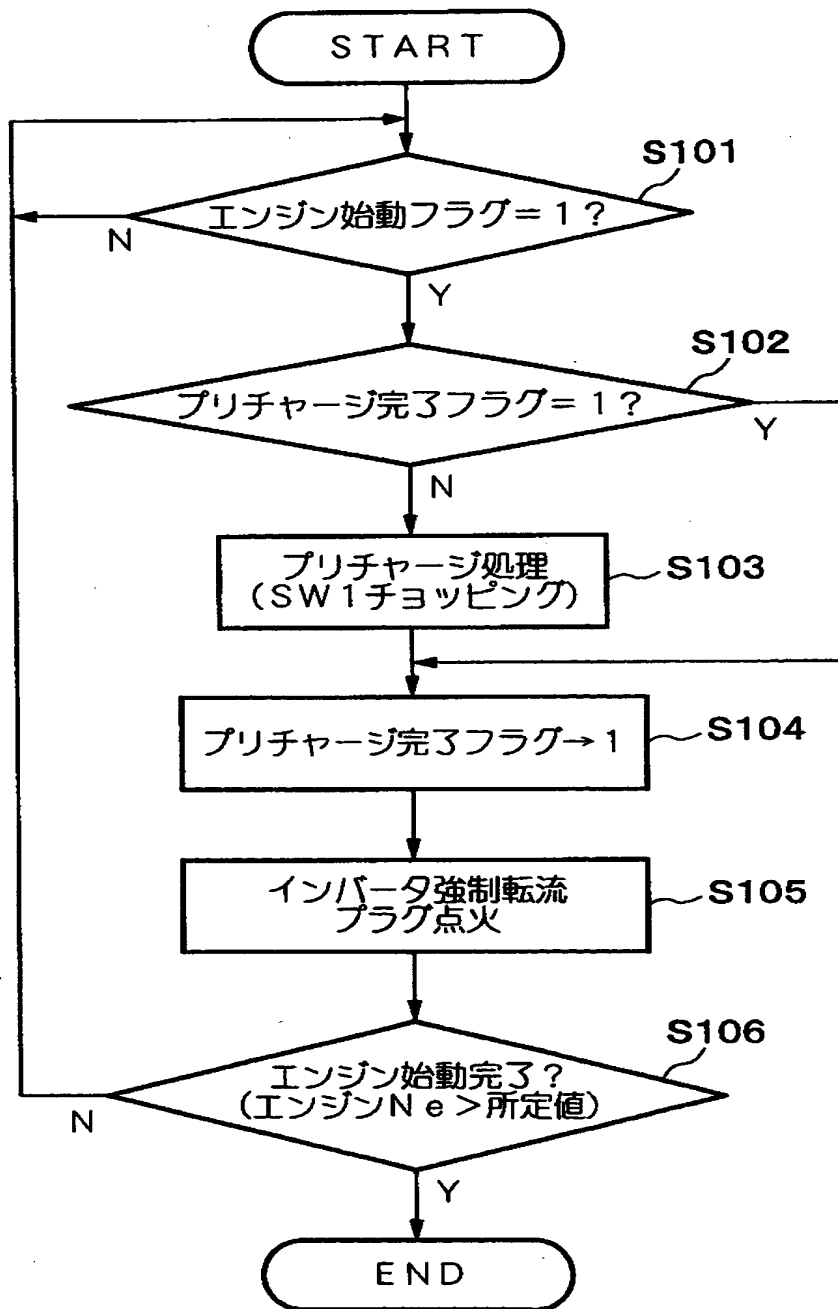 START
S101
エンジン始動フラグ=1?
N
Y
S102
プリチャージ完了フラグ=1?
Y
N
プリチャージ処理
(SW1チョッピング)
S103
プリチャージ完了フラグ→1
S104
インバータ強制転流
プラグ点火
S105
S106
エンジン始動完了?
(エンジンNe>所定値)
N
Y
END